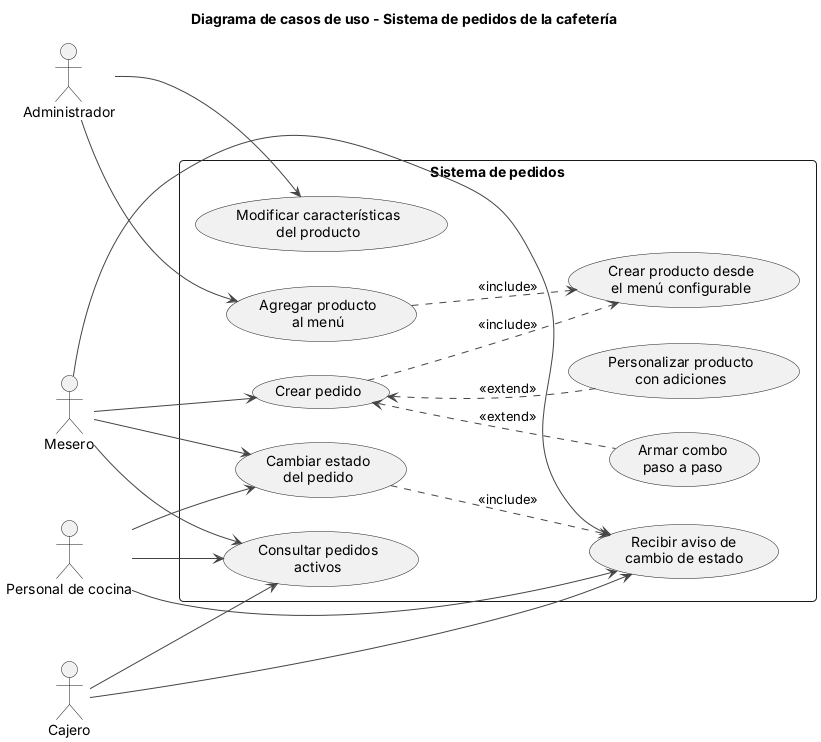 Diagrama de casos de uso - Sistema de pedidos de la cafetería
Administrador
Sistema de pedidos
Modificar características
del producto
Crear producto desde
el menú configurable
«include»
Agregar producto
al menú
«include»
Personalizar producto
con adiciones
Crear pedido
«extend»
«extend»
Mesero
Armar combo
paso a paso
Cambiar estado
del pedido
«include»
Recibir aviso de
cambio de estado
Consultar pedidos
activos
Personal de cocina
Cajero